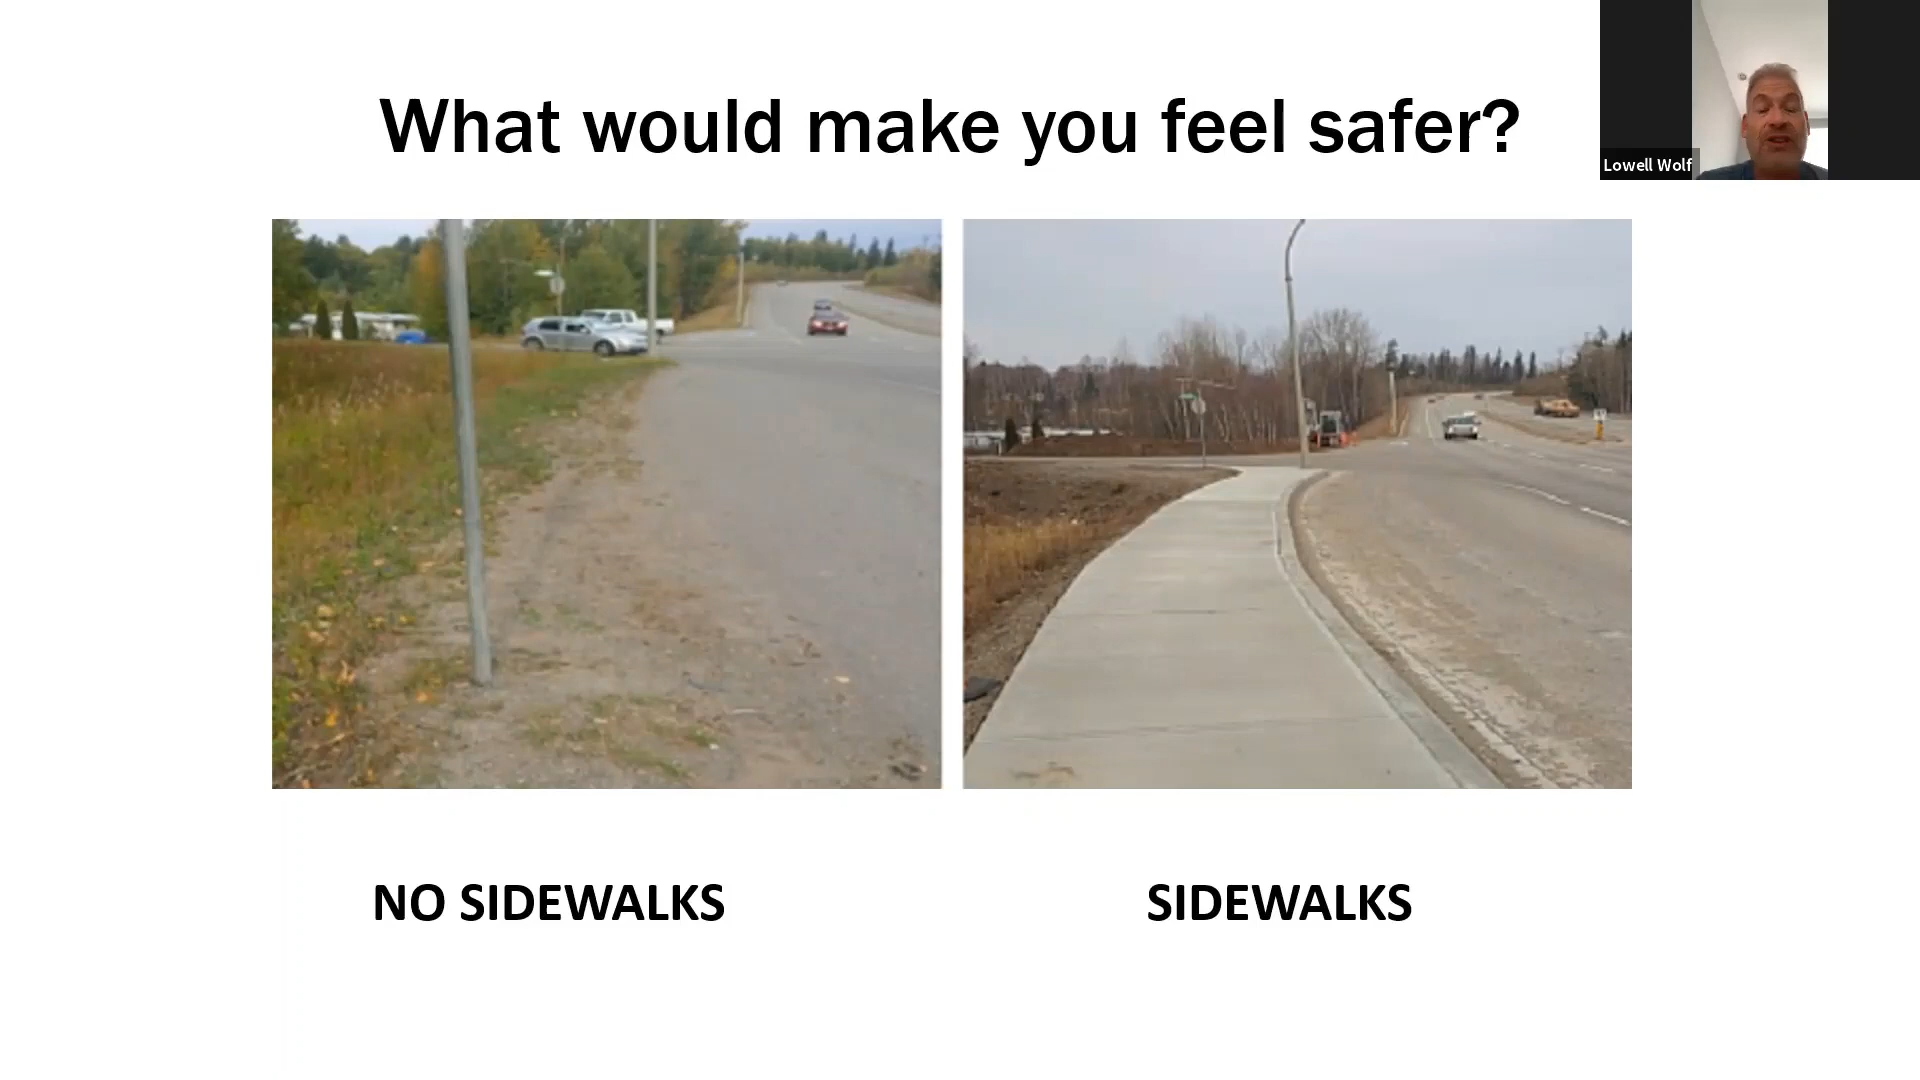 What would make you feel safer?
Lowell Wolf
NO SIDEWALKS
SIDEWALKS